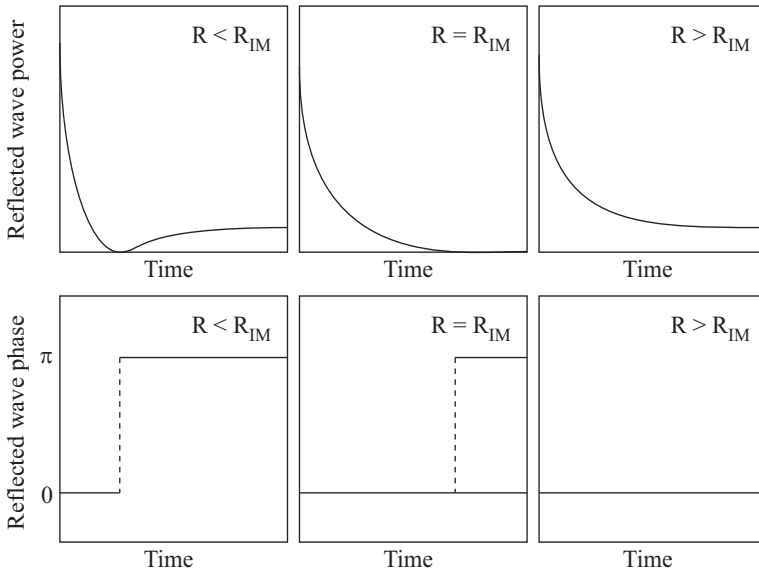 Reflected wave power
R < R_IM
R = R_IM
R > R_IM
Time
Time
Time
Reflected wave phase
π
0
R < R_IM
R = R_IM
R > R_IM
Time
Time
Time